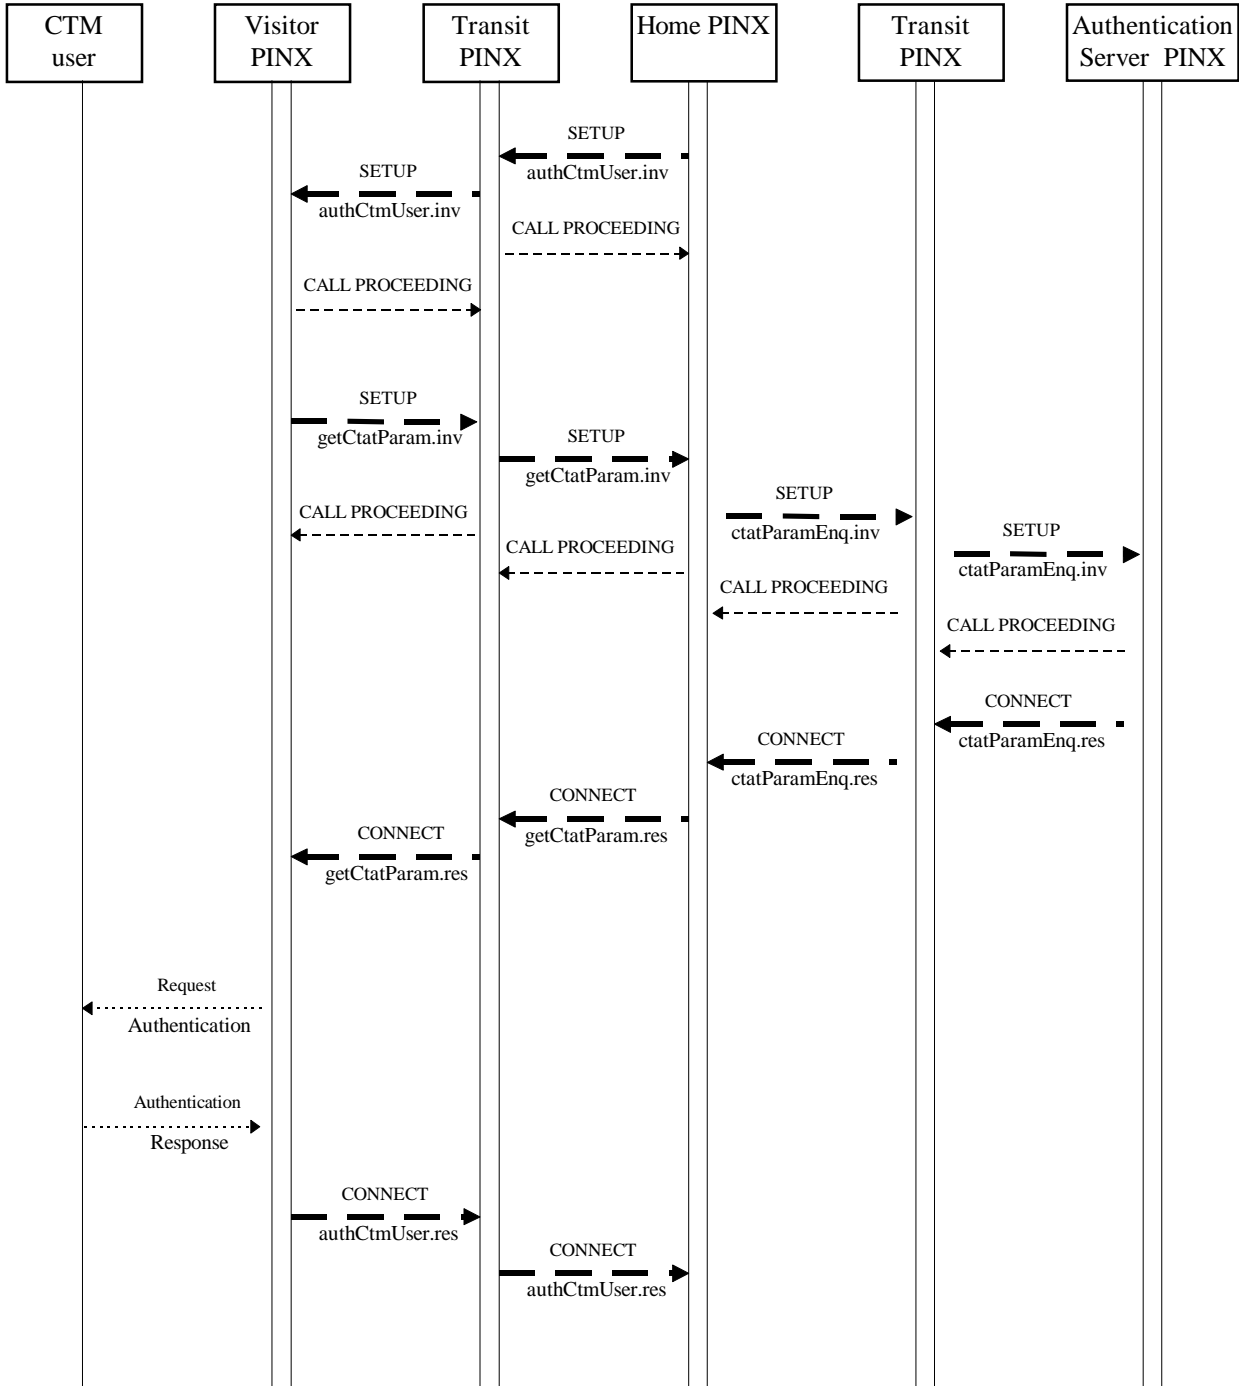 CTM
user
Visitor
PINX
Transit
PINX
Home PINX
Transit
PINX
Authentication
Server PINX
SETUP
authCtmUser.inv
SETUP
authCtmUser.inv
CALL PROCEEDING
CALL PROCEEDING
SETUP
getCtatParam.inv
SETUP
getCtatParam.inv
SETUP
ctatParamEnq.inv
CALL PROCEEDING
SETUP
ctatParamEnq.inv
CALL PROCEEDING
CALL PROCEEDING
CALL PROCEEDING
CONNECT
ctatParamEnq.res
CONNECT
ctatParamEnq.res
CONNECT
getCtatParam.res
CONNECT
getCtatParam.res
Request
Authentication
Authentication
Response
CONNECT
authCtmUser.res
CONNECT
authCtmUser.res